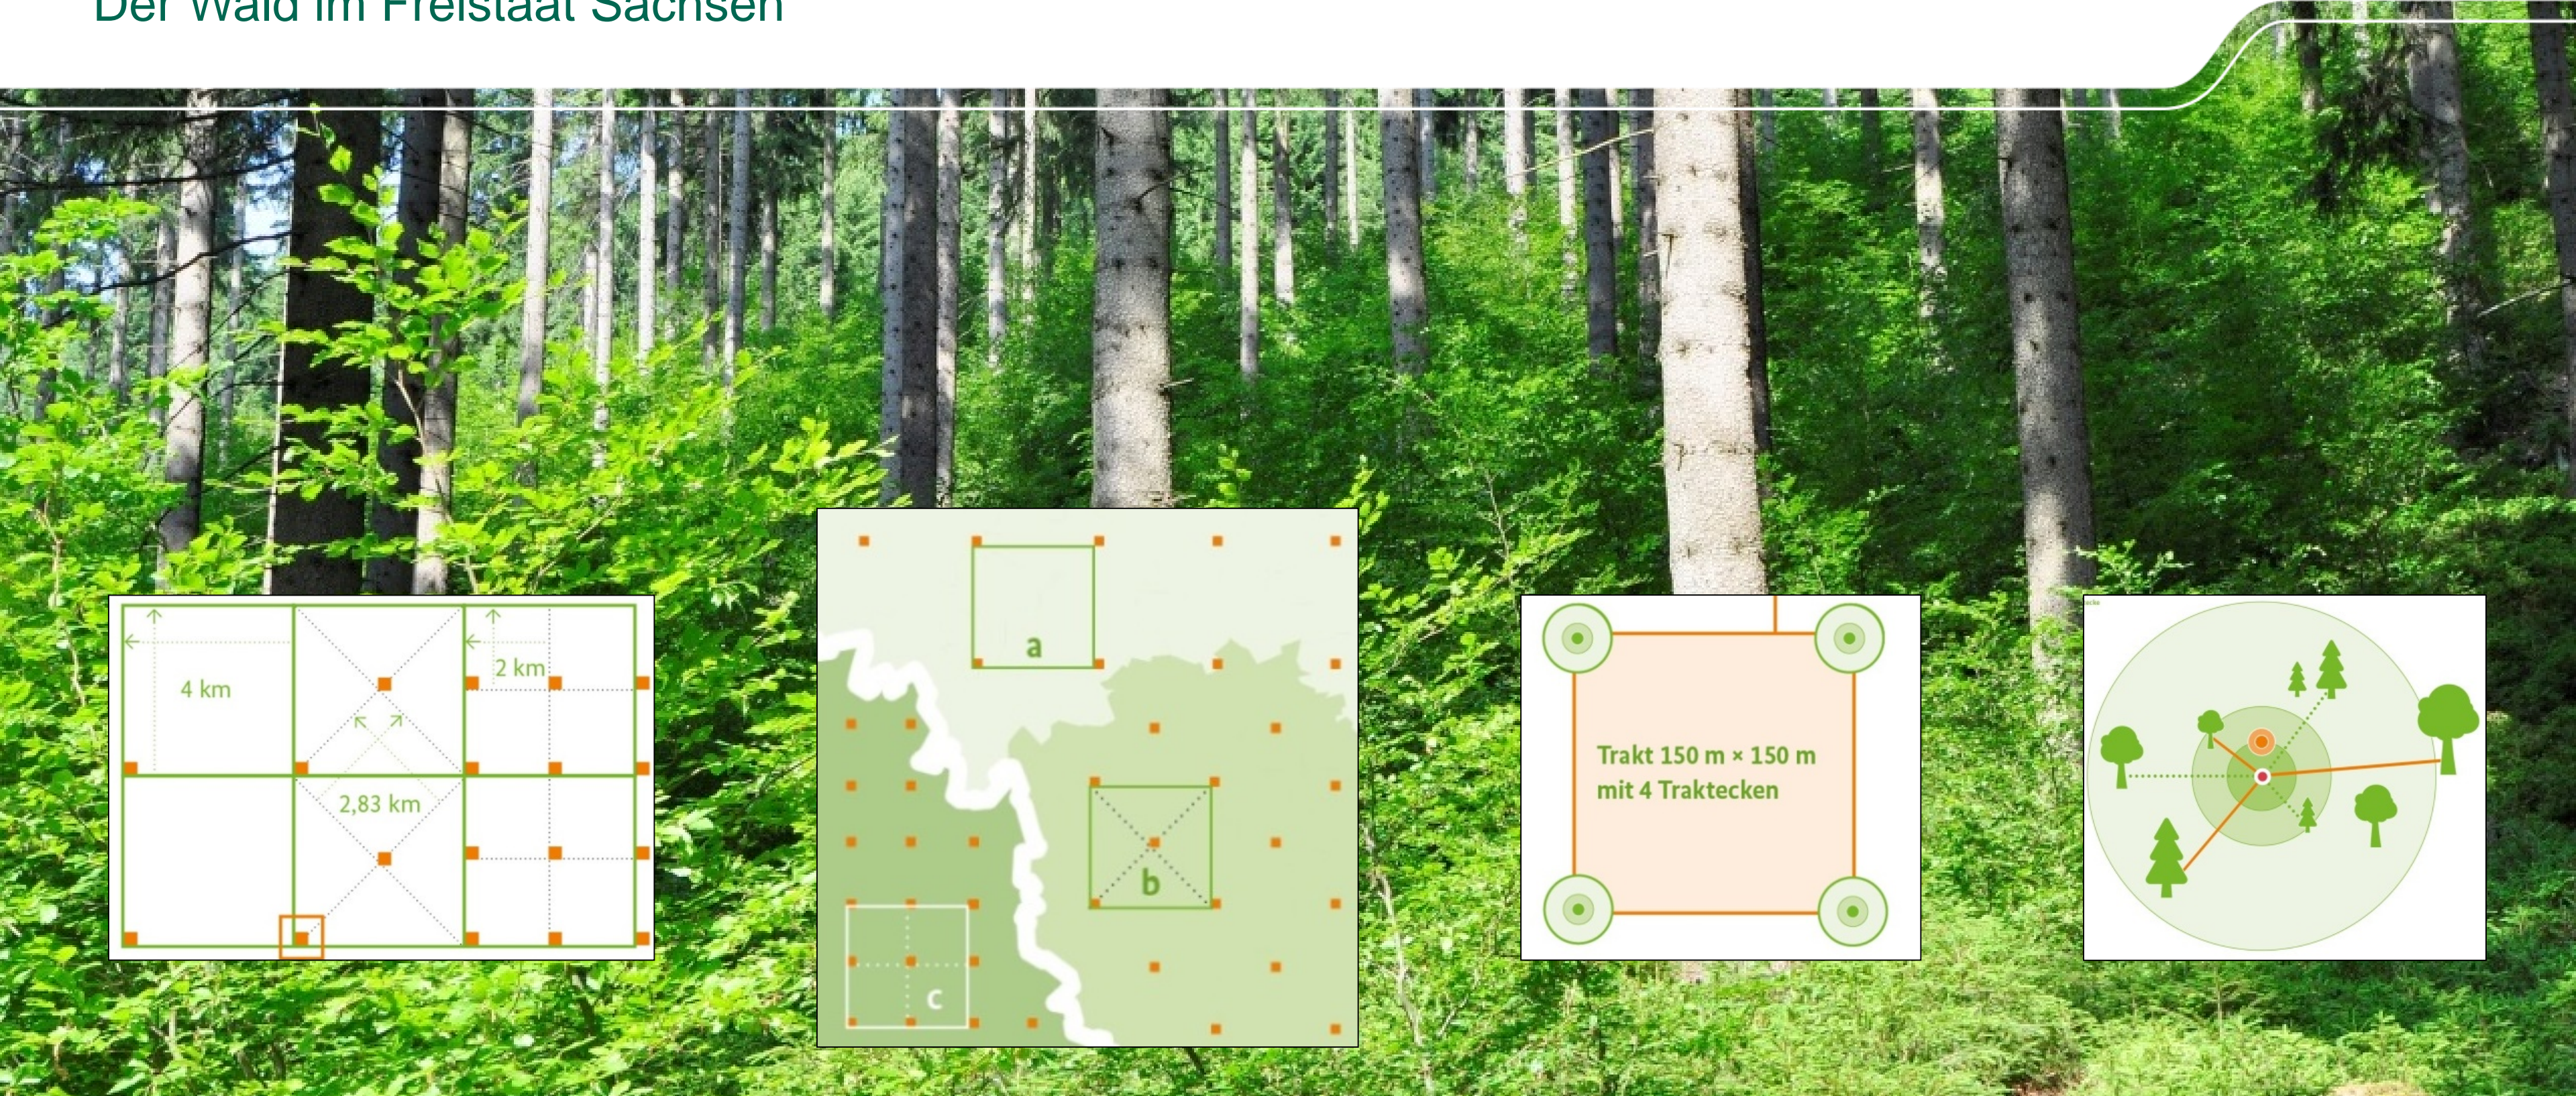 Der Wald im Freistaat Sachsen
4 km
2 km
2,83 km
a
b
c
Trakt 150 m × 150 m
mit 4 Traktecken